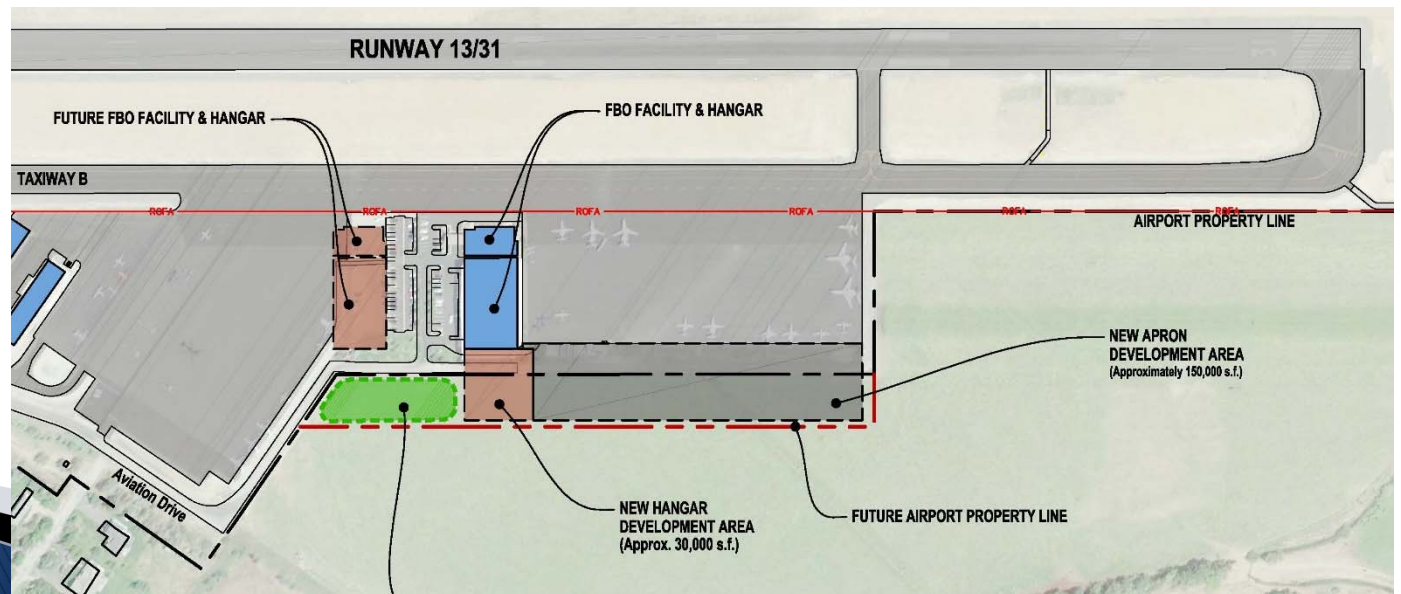 RUNWAY 13/31
FUTURE FBO FACILITY & HANGAR
FBO FACILITY & HANGAR
TAXIWAY B
ROFA
ROFA
ROFA
ROFA
ROFA
ROFA
AIRPORT PROPERTY LINE
NEW APRON
DEVELOPMENT AREA
(Approximately 150,000 s.f.)
Aviation Drive
NEW HANGAR
DEVELOPMENT AREA
(Approx. 30,000 s.f.)
FUTURE AIRPORT PROPERTY LINE
31